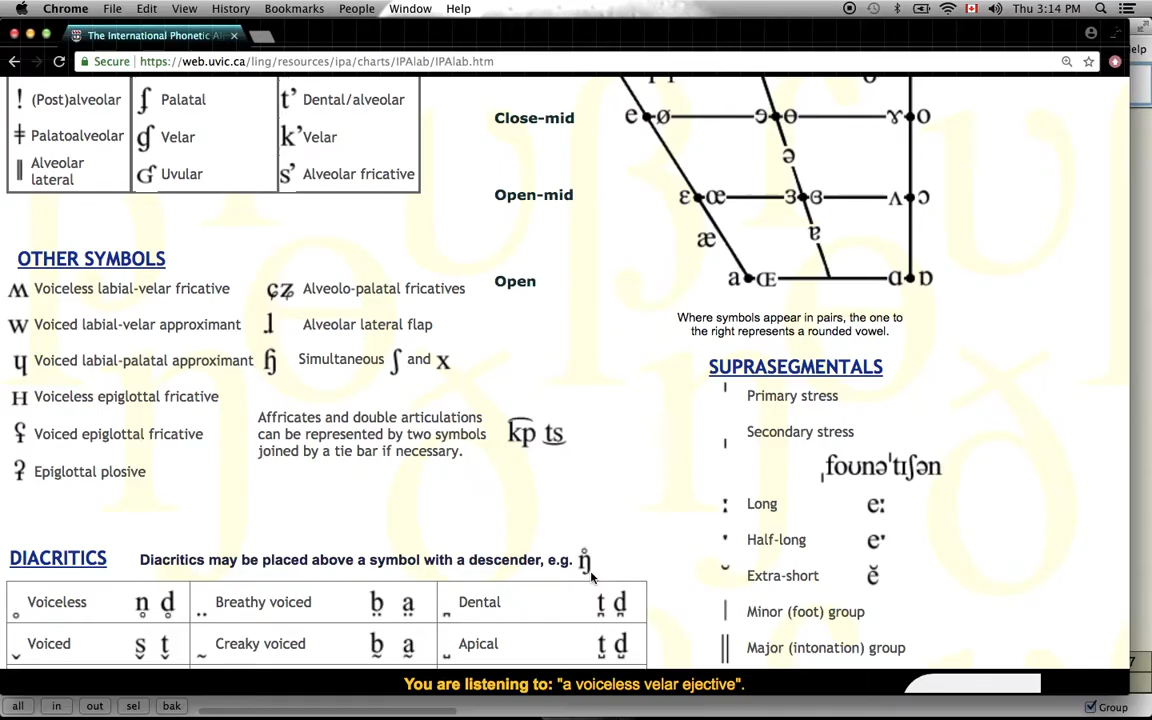 Chrome File Edit View History Bookmarks People Window Help Thu 3:14 PM
The International Phonetic Al
Secure https://web.uvic.ca/ling/resources/ipa/charts/IPAlab/IPAlab.htm
ǃ (Post)alveolar ʄ Palatal t’ Dental/alveolar
ǂ Palatoalveolar ɠ Velar k’ Velar
ǁ Alveolar lateral ʛ Uvular s’ Alveolar fricative
Close-mid e ø ɘ ɵ ɤ o
ə
Open-mid ɛ œ ɜ ɞ ʌ ɔ
æ ɐ
Open a ɶ ɑ ɒ
Where symbols appear in pairs, the one to
the right represents a rounded vowel.
OTHER SYMBOLS
ʍ Voiceless labial-velar fricative ɕʑ Alveolo-palatal fricatives
w Voiced labial-velar approximant ɺ Alveolar lateral flap
ɥ Voiced labial-palatal approximant ɧ Simultaneous ʃ and x
ʜ Voiceless epiglottal fricative
ʢ Voiced epiglottal fricative
ʡ Epiglottal plosive
Affricates and double articulations
can be represented by two symbols
joined by a tie bar if necessary.
k͡p t͜s
SUPRASEGMENTALS
ˈ Primary stress
ˌ Secondary stress
ˌfoʊnəˈtɪʃən
ː Long eː
ˑ Half-long eˑ
˘ Extra-short ĕ
| Minor (foot) group
‖ Major (intonation) group
DIACRITICS Diacritics may be placed above a symbol with a descender, e.g. ŋ̊
̥ Voiceless n̥ d̥ ̤ Breathy voiced b̤ a̤ ̪ Dental t̪ d̪
̬ Voiced s̬ t̬ ̰ Creaky voiced b̰ a̰ ̺ Apical t̺ d̺
You are listening to: "a voiceless velar ejective".
all in out sel bak Group